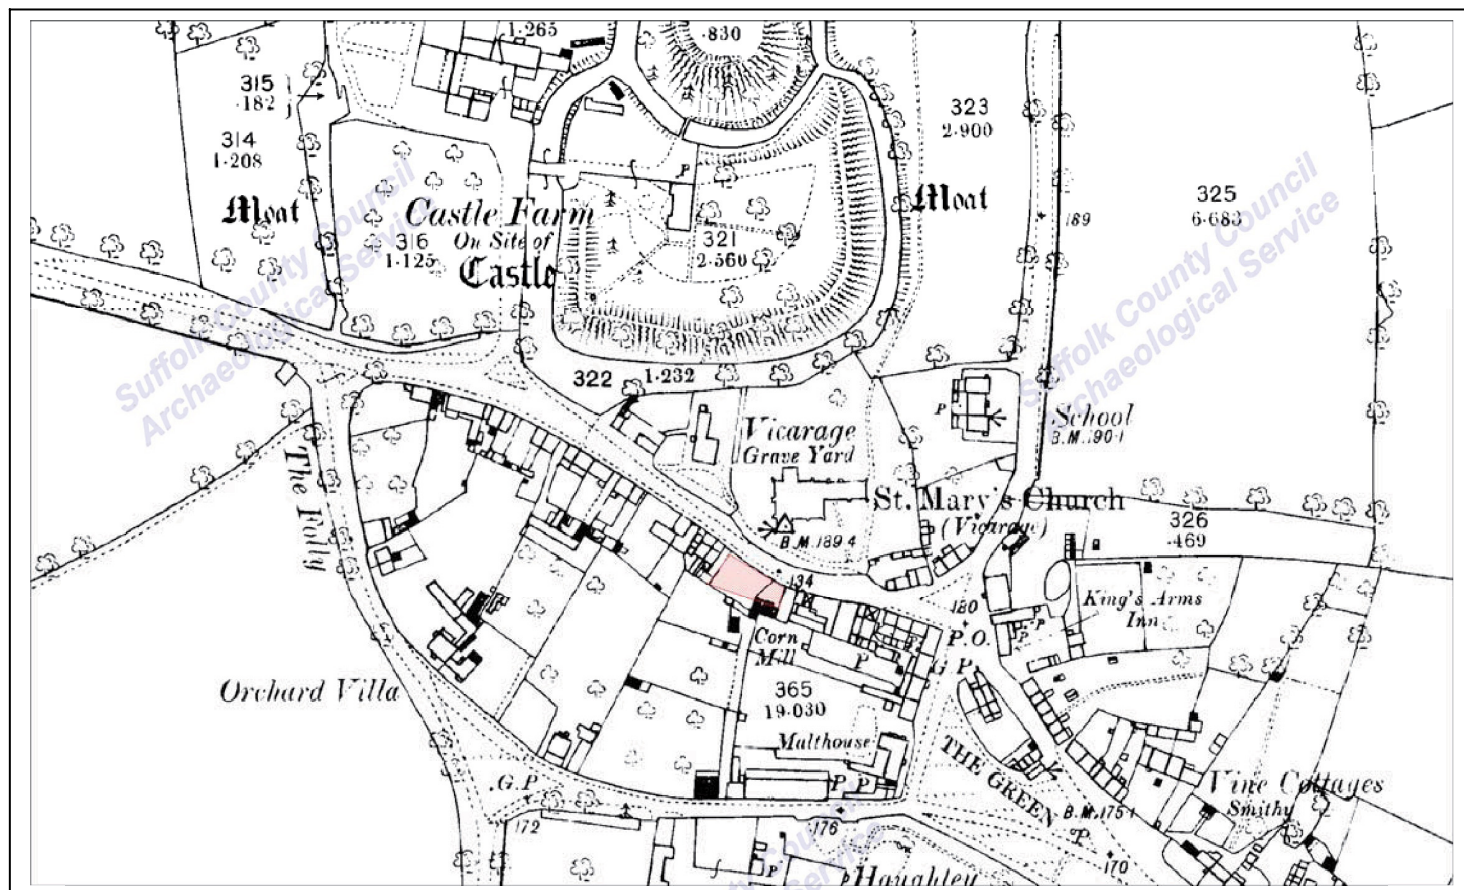 1·265
·830
315
·182
314
1·208
323
2·900
325
6·683
P
Moat
Castle Farm
On Site of
Castle
316
1·125
321
2·560
Moat
189
Suffolk County Council
Archaeological Service
Suffolk County Council
Archaeological Service
322
1·232
P
School
B.M.190·1
Vicarage
Grave Yard
The Folly
St. Mary's Church
(Vicarage)
B.M.189·4
326
·469
134
180
P.O.
G.P.
King's Arms
Inn
P
P
Corn
Mill
P
P
P
365
19·030
Orchard Villa
Malthouse
THE GREEN
G.P
P
P
Vine Cottages
Smithy
B.M.175·1
P
172
176
170
P
P
Haughley
County Council
Service